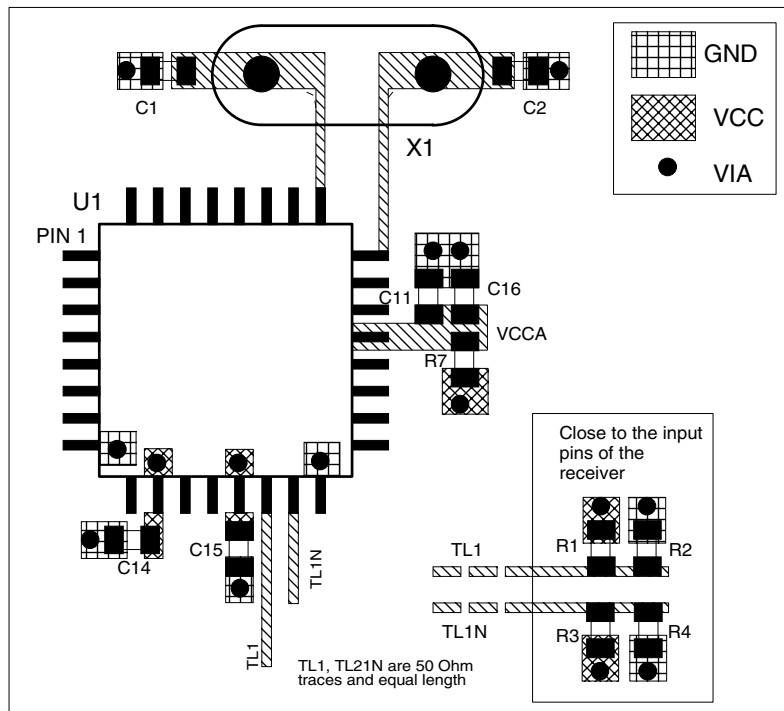 C1
C2
X1
GND
VCC
VIA
U1
PIN 1
C11
C16
VCCA
R7
Close to the input
pins of the
receiver
C14
C15
TL1
TL1N
TL1
TL1N
R1
R2
R3
R4
TL1, TL21N are 50 Ohm
traces and equal length